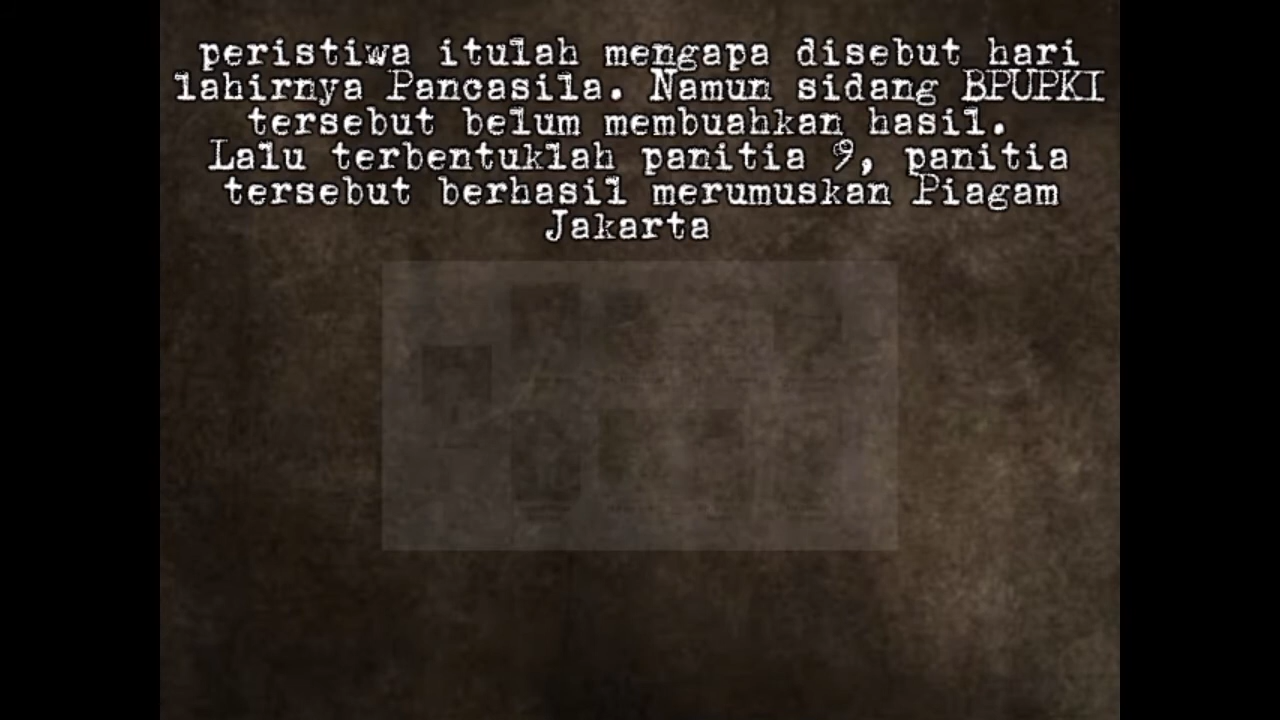 peristiwa itulah mengapa disebut hari
lahirnya Pancasila. Namun sidang BPUPKI
tersebut belum membuahkan hasil.
Lalu terbentuklah panitia 9, panitia
tersebut berhasil merumuskan Piagam
Jakarta